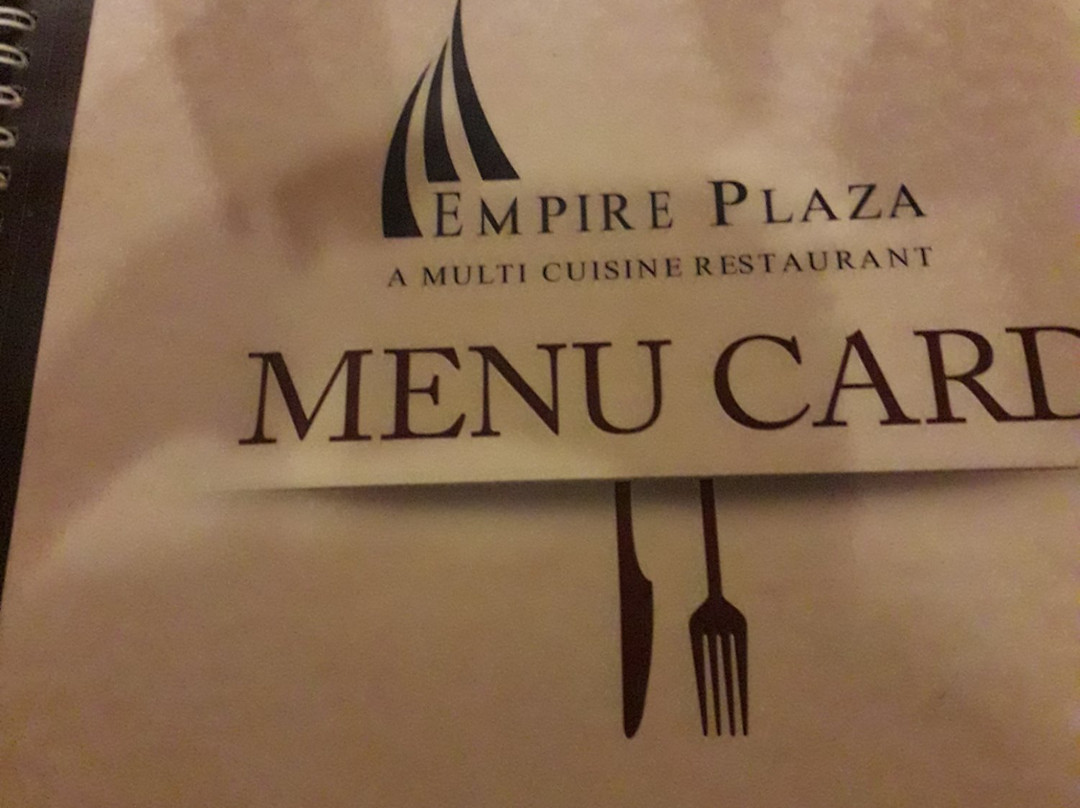 EMPIRE PLAZA
A MULTI CUISINE RESTAURANT
MENU CARD